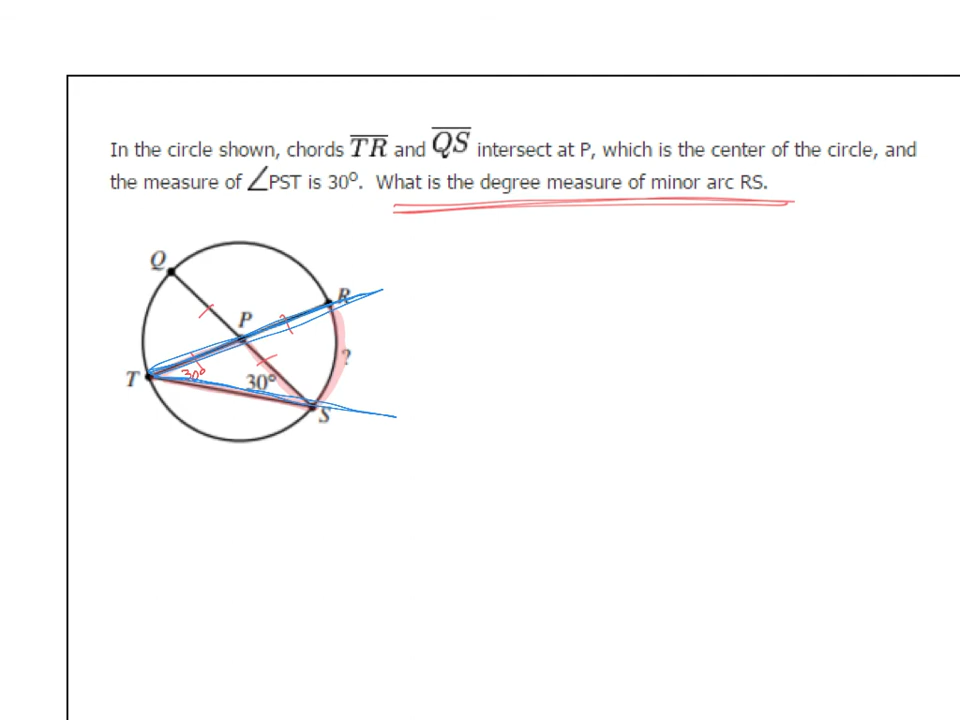 In the circle shown, chords TR and QS intersect at P, which is the center of the circle, and
the measure of ∠PST is 30º. What is the degree measure of minor arc RS.
Q
R
P
?
T
30°
30°
S